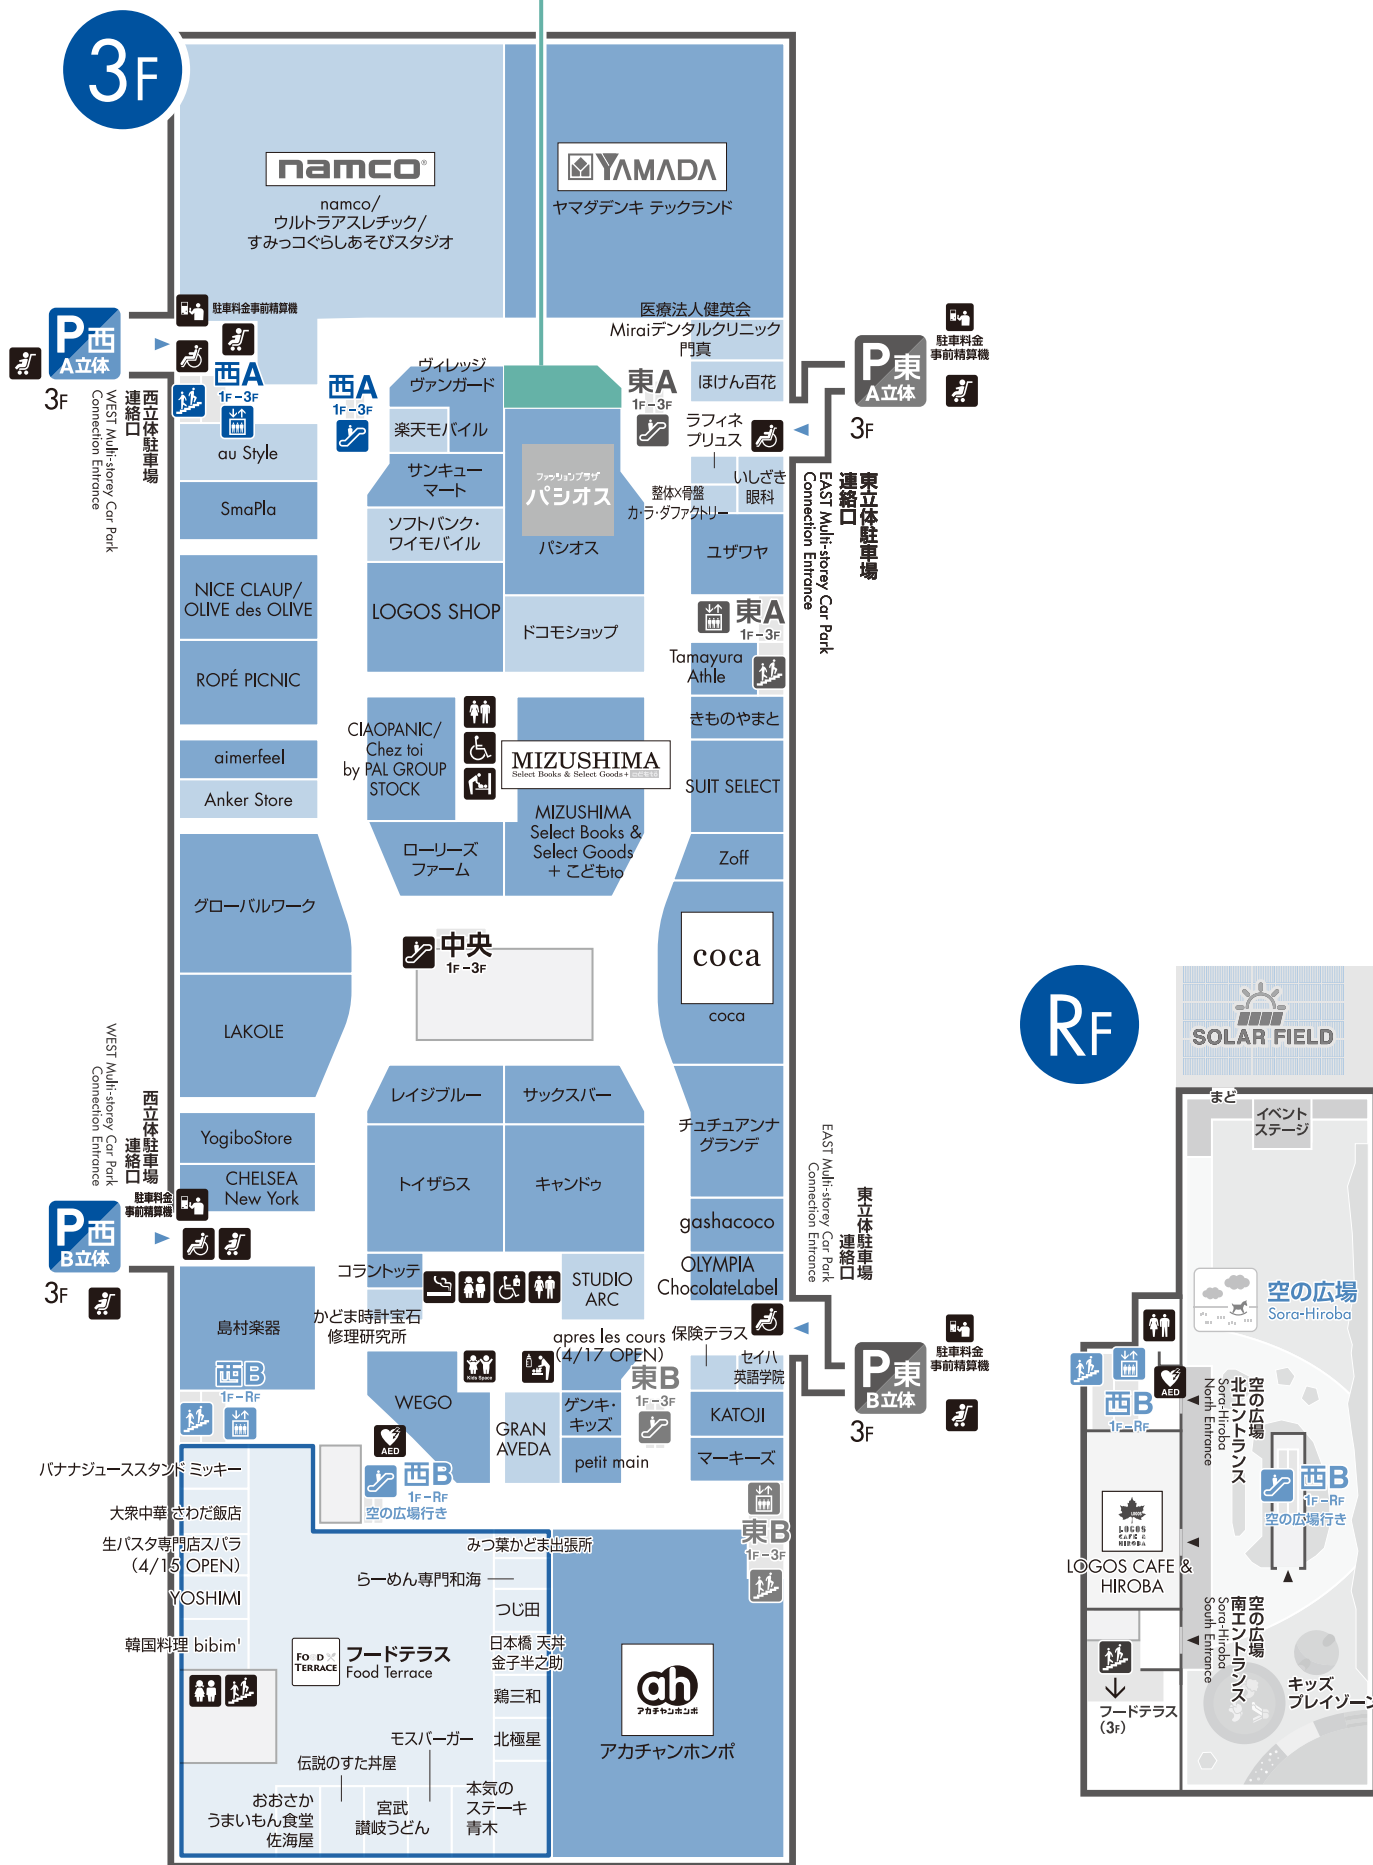 3F
namco
namco/
ウルトラアスレチック/
すみっコぐらしあそびスタジオ
YAMADA
ヤマダデンキ テックランド
駐車料金事前精算機
P西
A立体
3F
西A
1F-3F
西立体駐車場
連絡口
WEST Multi-storey Car Park
Connection Entrance
西A
1F-3F
ヴィレッジ
ヴァンガード
楽天モバイル
サンキュー
マート
ソフトバンク・
ワイモバイル
LOGOS SHOP
ファッションプラザ
パシオス
パシオス
ドコモショップ
東A
1F-3F
医療法人健英会
Miraiデンタルクリニック
門真
ほけん百花
ラフィネ
プリュス
いしざき
眼科
整体×骨盤
カ・ラ・ダファクトリー
ユザワヤ
駐車料金
事前精算機
P東
A立体
3F
東立体駐車場
連絡口
EAST Multi-storey Car Park
Connection Entrance
東A
1F-3F
Tamayura
Athle
きものやまと
SUIT SELECT
Zoff
coca
coca
au Style
SmaPla
NICE CLAUP/
OLIVE des OLIVE
ROPÉ PICNIC
aimerfeel
Anker Store
グローバルワーク
LAKOLE
CIAOPANIC/
Chez toi
by PAL GROUP
STOCK
MIZUSHIMA
Select Books & Select Goods+
MIZUSHIMA
Select Books &
Select Goods
+ こどもto
ローリーズ
ファーム
中央
1F-3F
レイジブルー
サックスバー
トイザらス
キャンドゥ
チュチュアンナ
グランデ
gashacoco
OLYMPIA
ChocolateLabel
WEST Multi-storey Car Park
Connection Entrance
西立体駐車場
連絡口
YogiboStore
CHELSEA
New York
駐車料金
事前精算機
P西
B立体
3F
島村楽器
コラントッテ
かどま時計宝石
修理研究所
STUDIO
ARC
EAST Multi-storey Car Park
Connection Entrance
東立体駐車場
連絡口
駐車料金
事前精算機
P東
B立体
3F
apres les cours
(4/17 OPEN)
保険テラス
セイハ
英語学院
西B
1F-RF
WEGO
Kids Space
GRAN
AVEDA
ゲンキ・
キッズ
petit main
東B
1F-3F
KATOJI
マーキーズ
AED
西B
1F-RF
空の広場行き
東B
1F-3F
バナナジューススタンド ミッキー
大衆中華 さわだ飯店
生パスタ専門店スパラ
(4/15 OPEN)
YOSHIMI
韓国料理 bibim'
FOOD
TERRACE
フードテラス
Food Terrace
みつ葉かどま出張所
らーめん専門和海
つじ田
日本橋 天丼
金子半之助
鶏三和
北極星
モスバーガー
伝説のすた丼屋
おおさか
うまいもん食堂
佐海屋
宮武
讃岐うどん
本気の
ステーキ
青木
ah
アカチャンホンポ
アカチャンホンポ
RF
SOLAR FIELD
まど
イベント
ステージ
空の広場
Sora-Hiroba
西B
1F-RF
AED
空の広場
北エントランス
Sora-Hiroba
North Entrance
西B
1F-RF
空の広場行き
LOGOS
CAFE &
HIROBA
LOGOS CAFE &
HIROBA
空の広場
南エントランス
Sora-Hiroba
South Entrance
キッズ
プレイゾーン
フードテラス
(3F)